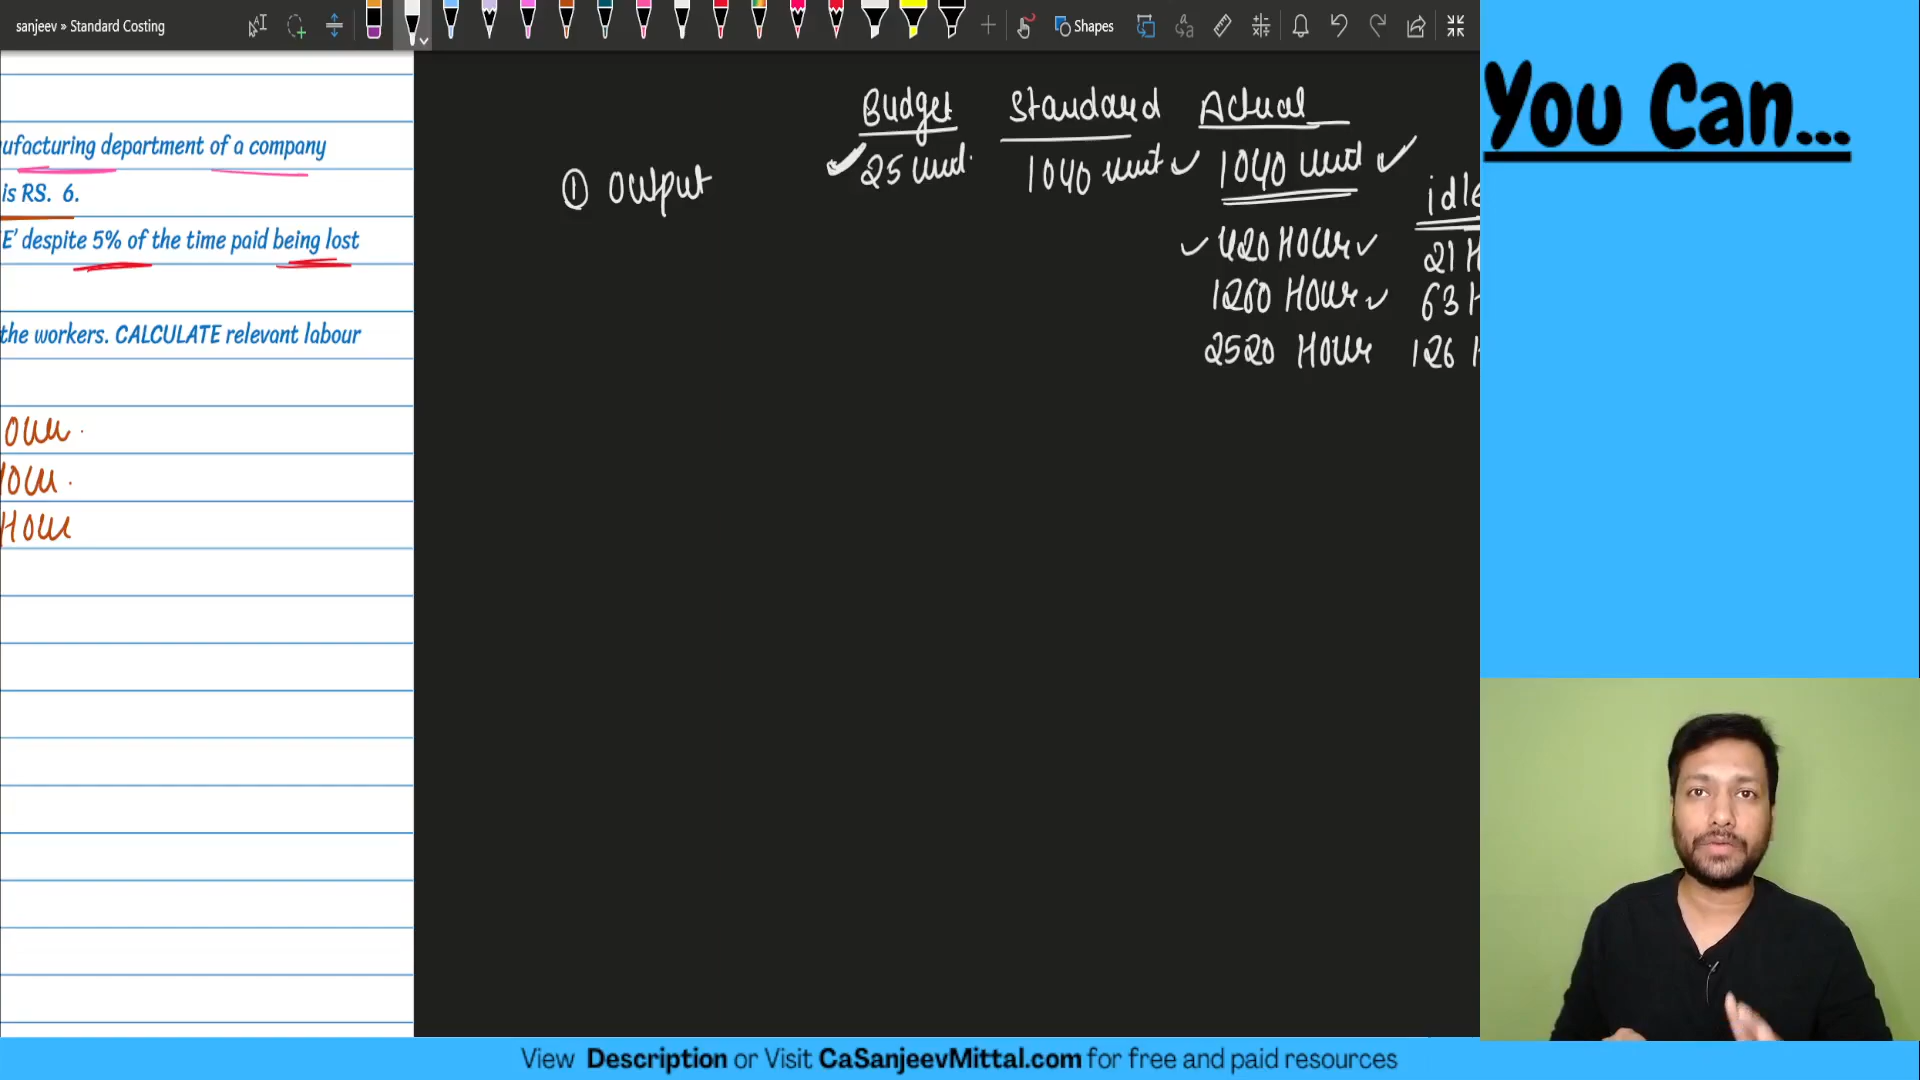 sanjeev » Standard Costing
Shapes
You Can...
ufacturing department of a company
is RS. 6.
E' despite 5% of the time paid being lost
the workers. CALCULATE relevant labour
OUR
HOUR
HOUR
Budget Standard Actual
① Output 25 unit. 1040 unit 1040 unit
idle
420 HOUR 21 H
1260 HOUR 63 H
2520 HOUR 126 H
View Description or Visit CaSanjeevMittal.com for free and paid resources